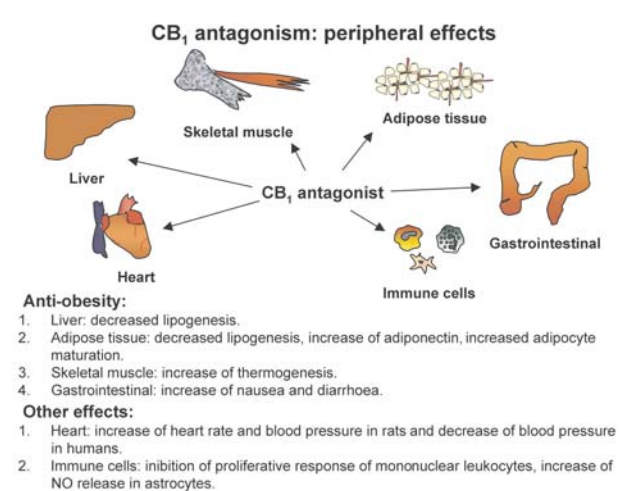 CB₁ antagonism: peripheral effects
Skeletal muscle
Adipose tissue
Liver
CB₁ antagonist
Gastrointestinal
Heart
Immune cells
Anti-obesity:
1. Liver: decreased lipogenesis.
2. Adipose tissue: decreased lipogenesis, increase of adiponectin, increased adipocyte
maturation.
3. Skeletal muscle: increase of thermogenesis.
4. Gastrointestinal: increase of nausea and diarrhoea.
Other effects:
1. Heart: increase of heart rate and blood pressure in rats and decrease of blood pressure
in humans.
2. Immune cells: inibition of proliferative response of mononuclear leukocytes, increase of
NO release in astrocytes.